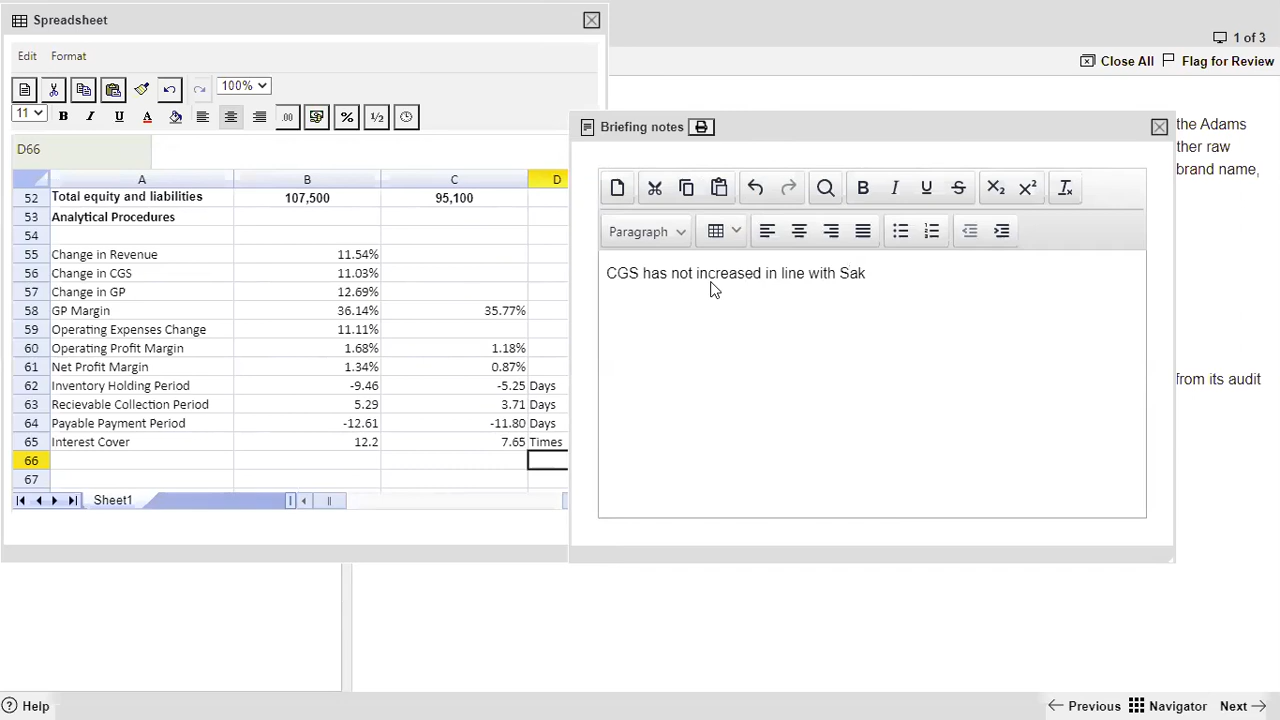 Spreadsheet
1 of 3
Edit Format
Close All Flag for Review
100%
11 B I U A .00 % 1/2
the Adams
Briefing notes
ther raw
D66
brand name,
A B C D
52 Total equity and liabilities 107,500 95,100
B I U S X2 X2 Ix
53 Analytical Procedures
Paragraph
54
55 Change in Revenue 11.54%
56 Change in CGS 11.03%
CGS has not increased in line with Sak
57 Change in GP 12.69%
58 GP Margin 36.14% 35.77%
59 Operating Expenses Change 11.11%
60 Operating Profit Margin 1.68% 1.18%
61 Net Profit Margin 1.34% 0.87%
62 Inventory Holding Period -9.46 -5.25 Days
from its audit
63 Recievable Collection Period 5.29 3.71 Days
64 Payable Payment Period -12.61 -11.80 Days
65 Interest Cover 12.2 7.65 Times
66
67
Sheet1
? Help
Previous Navigator Next